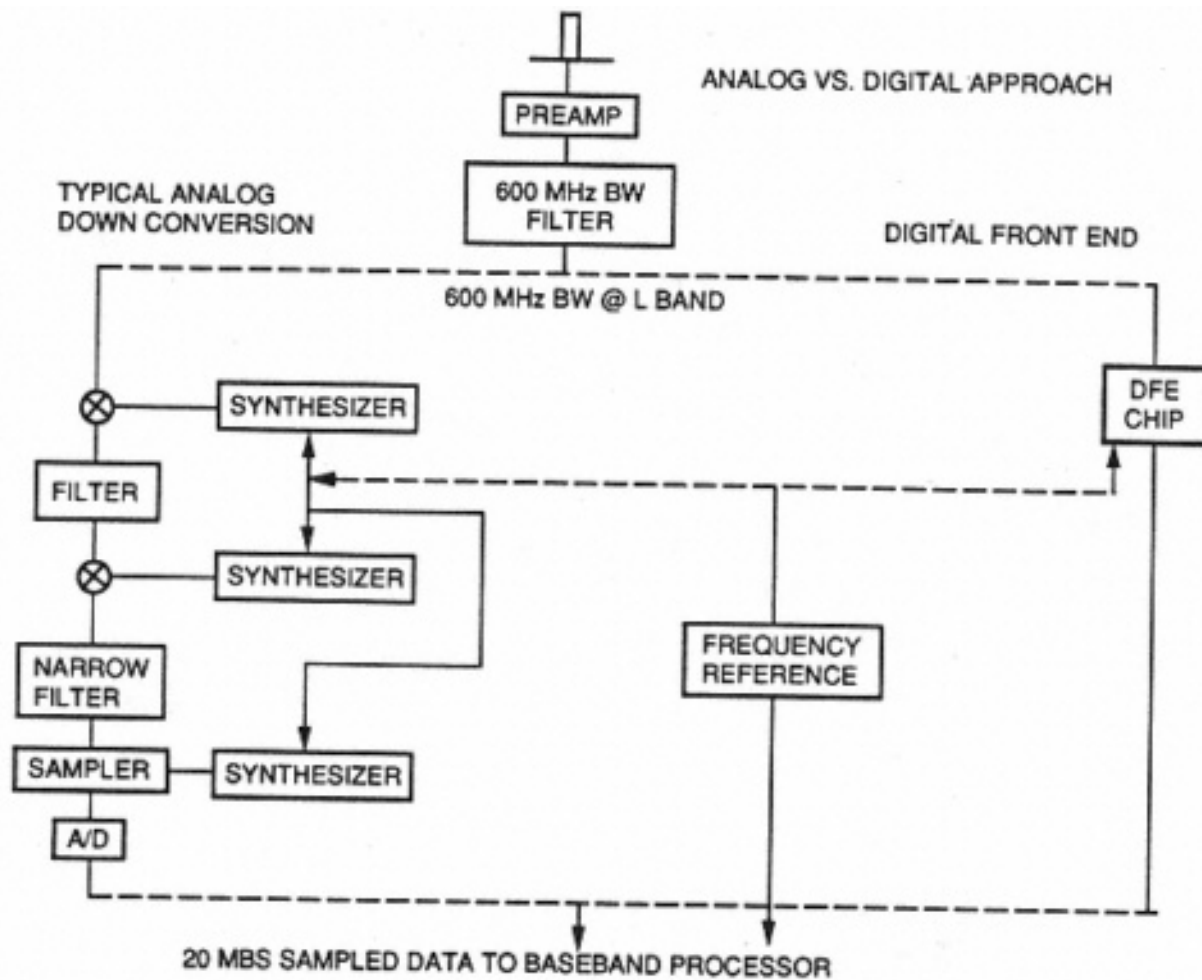 ANALOG VS. DIGITAL APPROACH
PREAMP
600 MHz BW
FILTER
TYPICAL ANALOG
DOWN CONVERSION
DIGITAL FRONT END
600 MHz BW @ L BAND
SYNTHESIZER
DFE
CHIP
FILTER
SYNTHESIZER
FREQUENCY
REFERENCE
NARROW
FILTER
SAMPLER
SYNTHESIZER
A/D
20 MBS SAMPLED DATA TO BASEBAND PROCESSOR